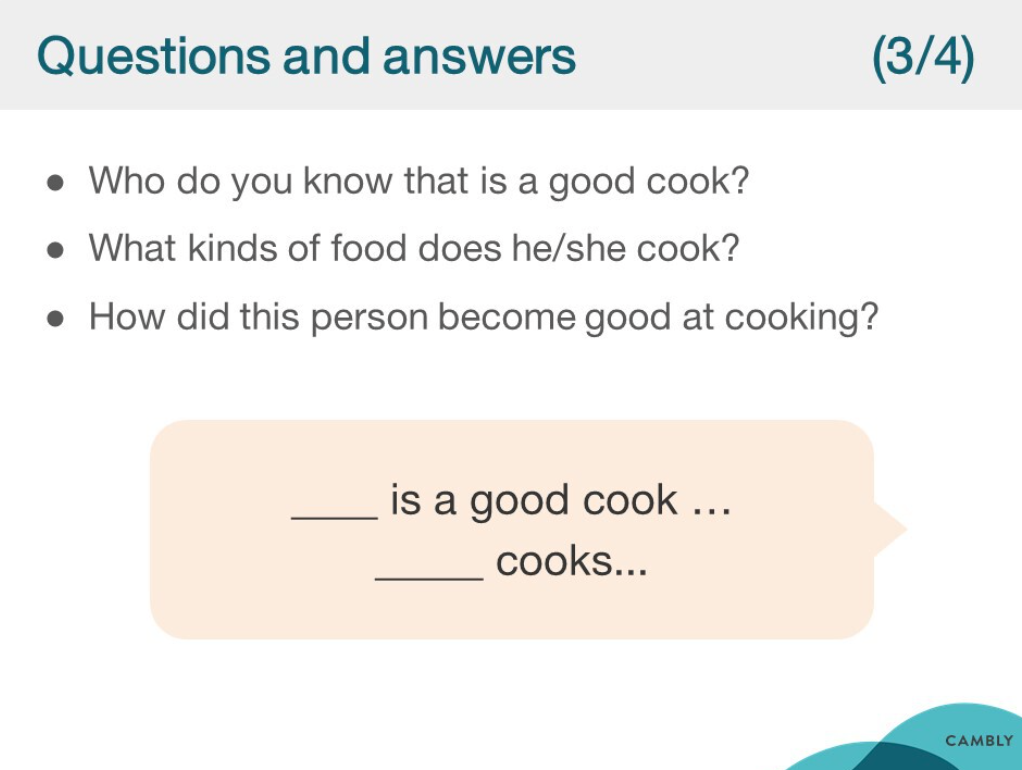 Questions and answers (3/4)
● Who do you know that is a good cook?
● What kinds of food does he/she cook?
● How did this person become good at cooking?
____ is a good cook …
_____ cooks...
CAMBLY